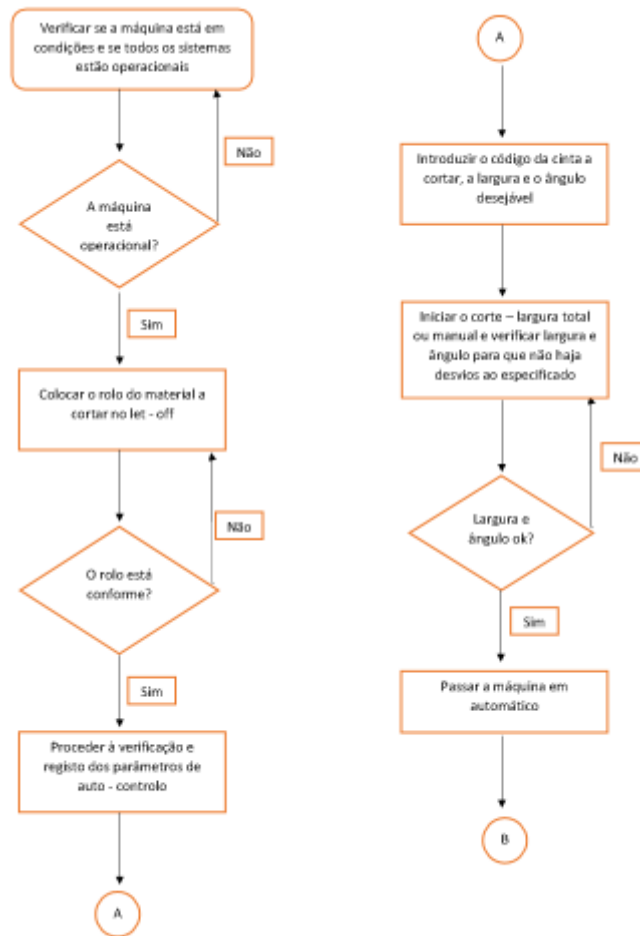 Verificar se a máquina está em
condições e se todos os sistemas
estão operacionais
Não
A máquina
está
operacional?
Sim
Colocar o rolo do material a
cortar no let - off
Não
O rolo está
conforme?
Sim
Proceder à verificação e
registo dos parâmetros de
auto - controlo
A
A
Introduzir o código da cinta a
cortar, a largura e o ângulo
desejável
Iniciar o corte – largura total
ou manual e verificar largura e
ângulo para que não haja
desvios ao especificado
Não
Largura e
ângulo ok?
Sim
Passar a máquina em
automático
B